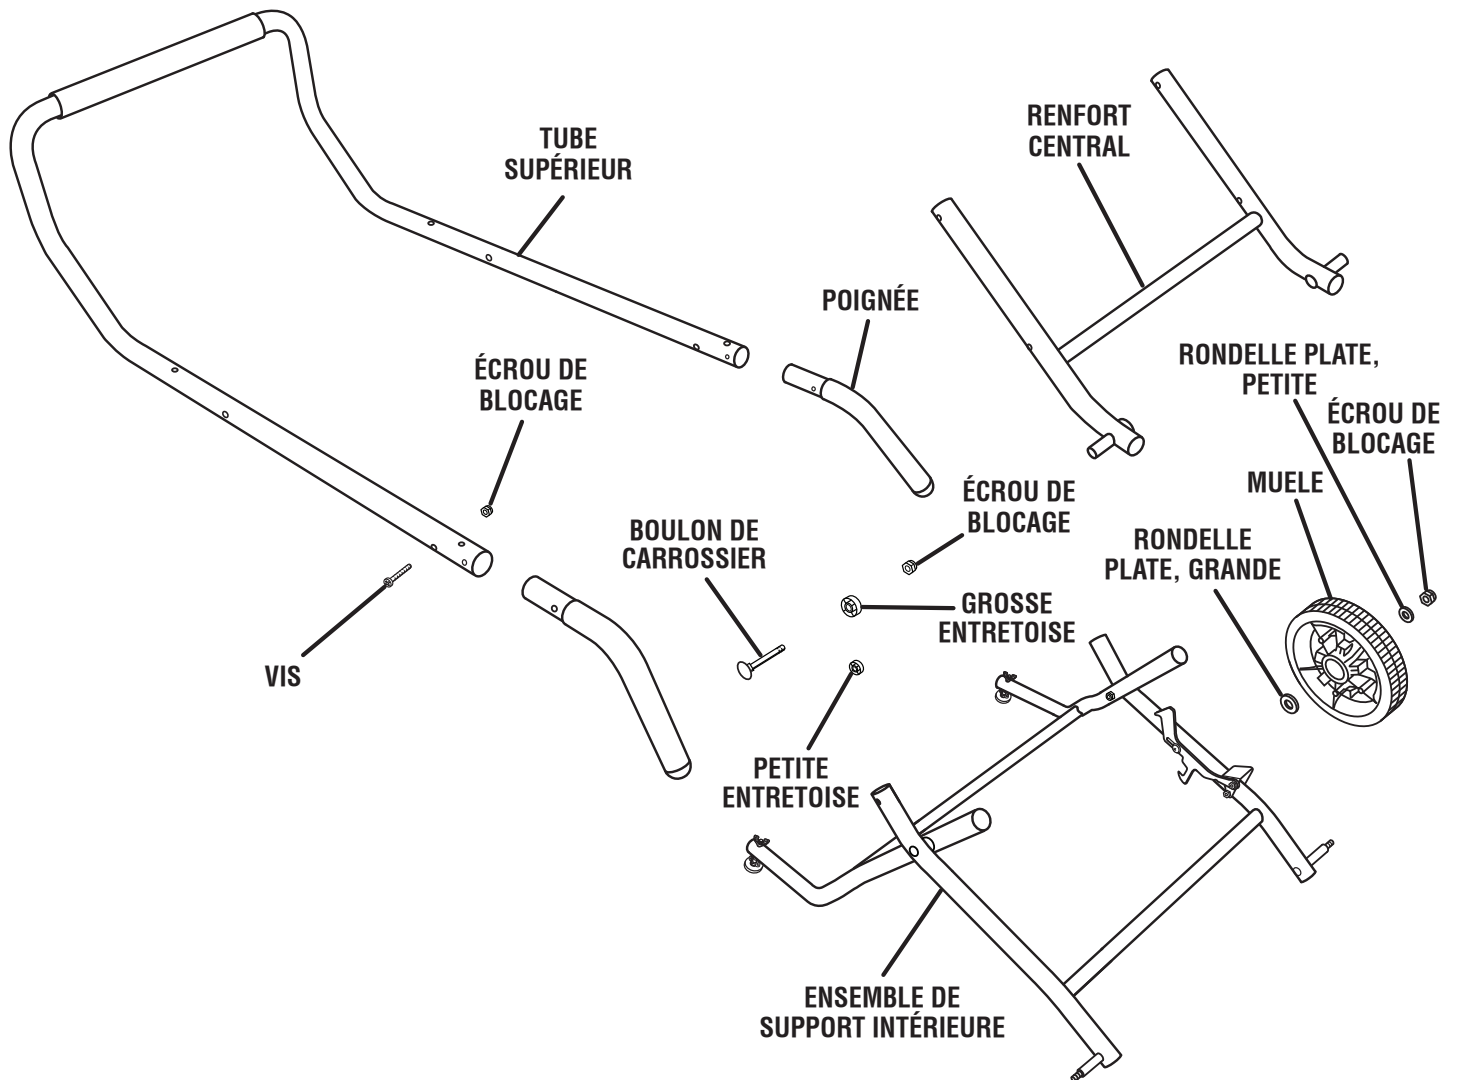 TUBE
SUPÉRIEUR
RENFORT
CENTRAL
POIGNÉE
ÉCROU DE
BLOCAGE
RONDELLE PLATE,
PETITE
ÉCROU DE
BLOCAGE
MUELE
ÉCROU DE
BLOCAGE
BOULON DE
CARROSSIER
RONDELLE
PLATE, GRANDE
GROSSE
ENTRETOISE
VIS
PETITE
ENTRETOISE
ENSEMBLE DE
SUPPORT INTÉRIEURE